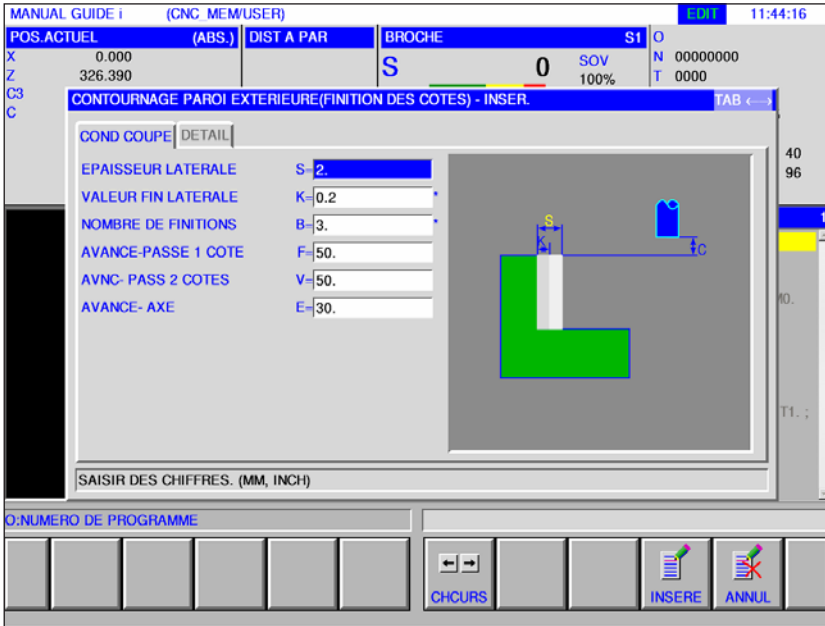 MANUAL GUIDE i (CNC_MEM/USER) EDIT 11:44:16
POS.ACTUEL (ABS.) DIST A PAR BROCHE S1 O
X 0.000 S 0 SOV N 00000000
Z 326.390 100% T 0000
C3
C
CONTOURNAGE PAROI EXTERIEURE(FINITION DES COTES) - INSER. TAB ←→
COND COUPE DETAIL
40
96
EPAISSEUR LATERALE S=2.
VALEUR FIN LATERALE K=0.2 *
NOMBRE DE FINITIONS B=3. *
AVANCE-PASSE 1 COTE F=50.
AVNC- PASS 2 COTES V=50.
AVANCE- AXE E=30.
S
K
C
1
M0.
T1. ;
SAISIR DES CHIFFRES. (MM, INCH)
O:NUMERO DE PROGRAMME
CHCURS INSERE ANNUL